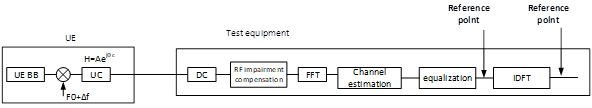 Reference
point
Reference
point
Test equipment
UE
H=Ae^jθc
UE BB
UC
F0+Δf
DC
RF impairment
compensation
FFT
Channel
estimation
equalization
IDFT